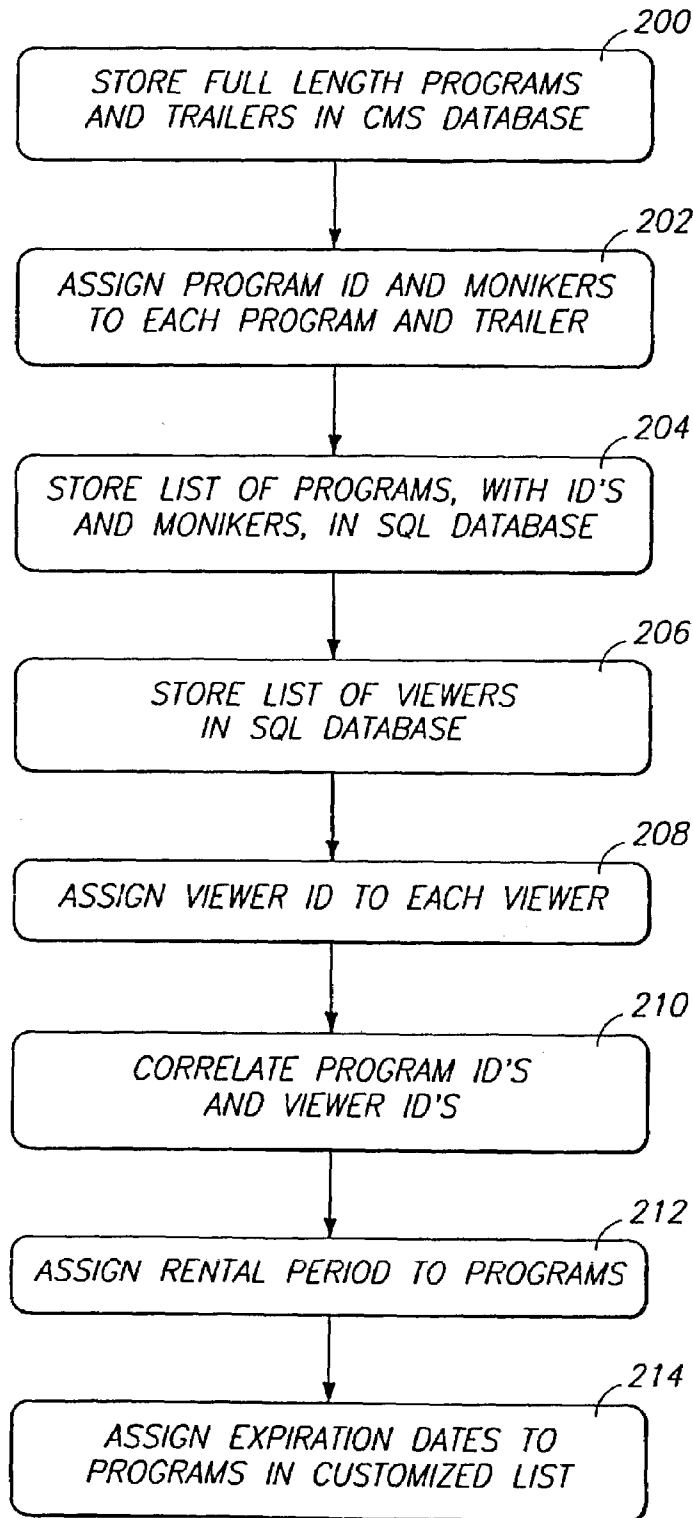 200
STORE FULL LENGTH PROGRAMS
AND TRAILERS IN CMS DATABASE
202
ASSIGN PROGRAM ID AND MONIKERS
TO EACH PROGRAM AND TRAILER
204
STORE LIST OF PROGRAMS, WITH ID'S
AND MONIKERS, IN SQL DATABASE
206
STORE LIST OF VIEWERS
IN SQL DATABASE
208
ASSIGN VIEWER ID TO EACH VIEWER
210
CORRELATE PROGRAM ID'S
AND VIEWER ID'S
212
ASSIGN RENTAL PERIOD TO PROGRAMS
214
ASSIGN EXPIRATION DATES TO
PROGRAMS IN CUSTOMIZED LIST